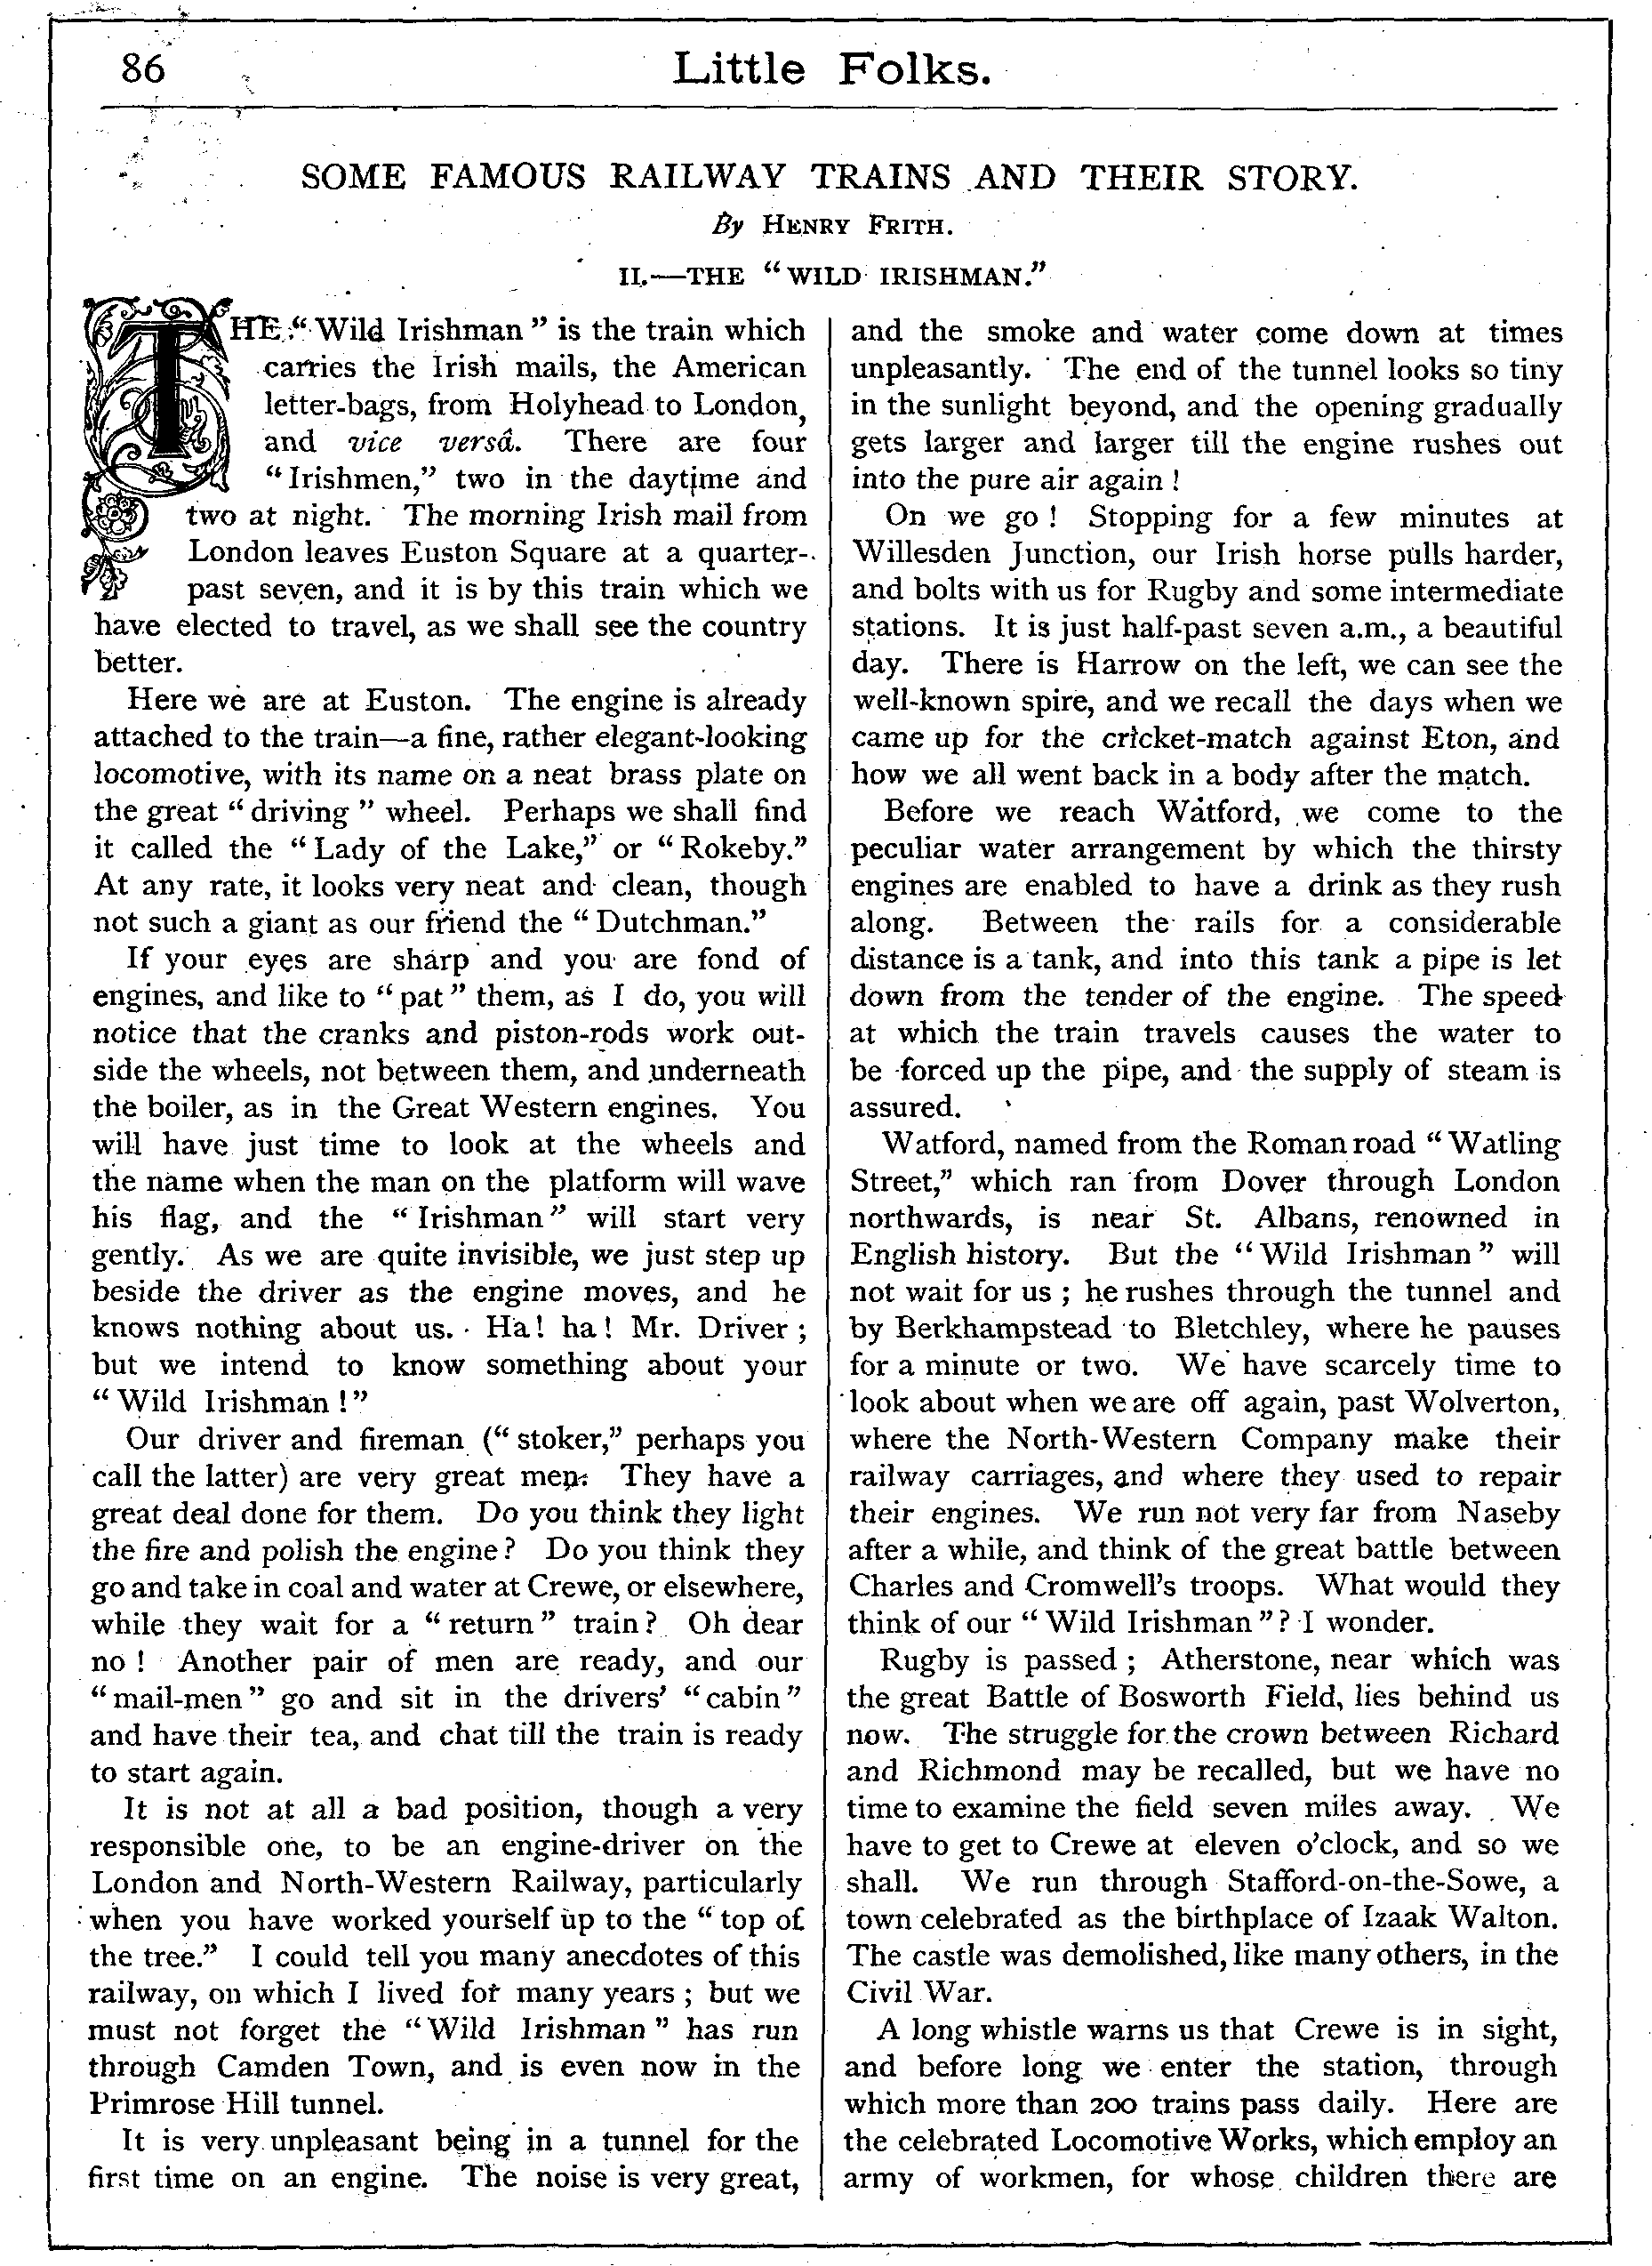 86
Little Folks.
SOME FAMOUS RAILWAY TRAINS AND THEIR STORY.
By HENRY FRITH.
II.—THE “WILD IRISHMAN.”
THE “Wild Irishman” is the train which
carries the Irish mails, the American
letter-bags, from Holyhead to London,
and vice versâ. There are four
“Irishmen,” two in the daytime and
two at night. The morning Irish mail from
London leaves Euston Square at a quarter-
past seven, and it is by this train which we
have elected to travel, as we shall see the country
better.
Here we are at Euston. The engine is already
attached to the train—a fine, rather elegant-looking
locomotive, with its name on a neat brass plate on
the great “driving” wheel. Perhaps we shall find
it called the “Lady of the Lake,” or “Rokeby.”
At any rate, it looks very neat and clean, though
not such a giant as our friend the “Dutchman.”
If your eyes are sharp and you are fond of
engines, and like to “pat” them, as I do, you will
notice that the cranks and piston-rods work out-
side the wheels, not between them, and underneath
the boiler, as in the Great Western engines. You
will have just time to look at the wheels and
the name when the man on the platform will wave
his flag, and the “Irishman” will start very
gently. As we are quite invisible, we just step up
beside the driver as the engine moves, and he
knows nothing about us. Ha! ha! Mr. Driver;
but we intend to know something about your
“Wild Irishman!”
Our driver and fireman (“stoker,” perhaps you
call the latter) are very great men. They have a
great deal done for them. Do you think they light
the fire and polish the engine? Do you think they
go and take in coal and water at Crewe, or elsewhere,
while they wait for a “return” train? Oh dear
no! Another pair of men are ready, and our
“mail-men” go and sit in the drivers’ “cabin”
and have their tea, and chat till the train is ready
to start again.
It is not at all a bad position, though a very
responsible one, to be an engine-driver on the
London and North-Western Railway, particularly
when you have worked yourself up to the “top of
the tree.” I could tell you many anecdotes of this
railway, on which I lived for many years; but we
must not forget the “Wild Irishman” has run
through Camden Town, and is even now in the
Primrose Hill tunnel.
It is very unpleasant being in a tunnel for the
first time on an engine. The noise is very great,
and the smoke and water come down at times
unpleasantly. The end of the tunnel looks so tiny
in the sunlight beyond, and the opening gradually
gets larger and larger till the engine rushes out
into the pure air again!
On we go! Stopping for a few minutes at
Willesden Junction, our Irish horse pulls harder,
and bolts with us for Rugby and some intermediate
stations. It is just half-past seven a.m., a beautiful
day. There is Harrow on the left, we can see the
well-known spire, and we recall the days when we
came up for the cricket-match against Eton, and
how we all went back in a body after the match.
Before we reach Watford, we come to the
peculiar water arrangement by which the thirsty
engines are enabled to have a drink as they rush
along. Between the rails for a considerable
distance is a tank, and into this tank a pipe is let
down from the tender of the engine. The speed
at which the train travels causes the water to
be forced up the pipe, and the supply of steam is
assured.
Watford, named from the Roman road “Watling
Street,” which ran from Dover through London
northwards, is near St. Albans, renowned in
English history. But the “Wild Irishman” will
not wait for us; he rushes through the tunnel and
by Berkhampstead to Bletchley, where he pauses
for a minute or two. We have scarcely time to
look about when we are off again, past Wolverton,
where the North-Western Company make their
railway carriages, and where they used to repair
their engines. We run not very far from Naseby
after a while, and think of the great battle between
Charles and Cromwell’s troops. What would they
think of our “Wild Irishman”? I wonder.
Rugby is passed; Atherstone, near which was
the great Battle of Bosworth Field, lies behind us
now. The struggle for the crown between Richard
and Richmond may be recalled, but we have no
time to examine the field seven miles away. We
have to get to Crewe at eleven o’clock, and so we
shall. We run through Stafford-on-the-Sowe, a
town celebrated as the birthplace of Izaak Walton.
The castle was demolished, like many others, in the
Civil War.
A long whistle warns us that Crewe is in sight,
and before long we enter the station, through
which more than 200 trains pass daily. Here are
the celebrated Locomotive Works, which employ an
army of workmen, for whose children there are